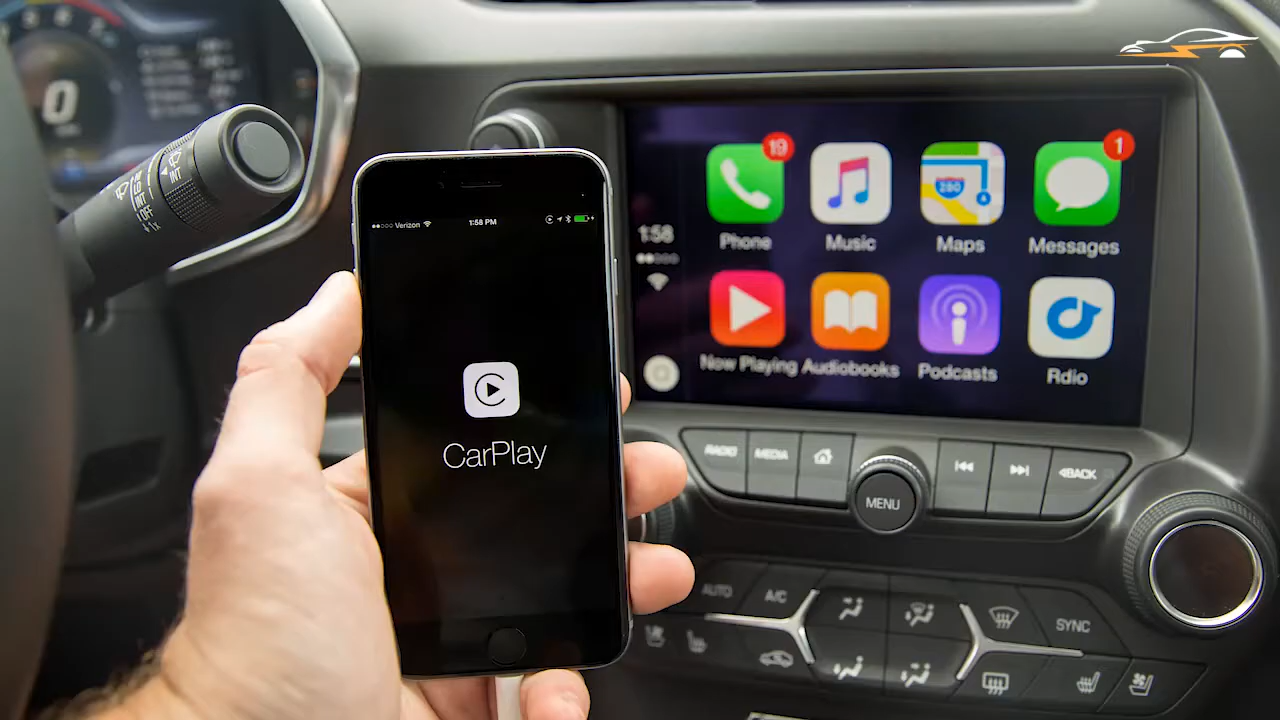 0
INT
OFF
1x
Verizon
1:58 PM
CarPlay
1:58
19
1
280
Phone
Music
Maps
Messages
Now Playing
Audiobooks
Podcasts
Rdio
RADIO
MEDIA
MENU
BACK
AUTO
A/C
SYNC